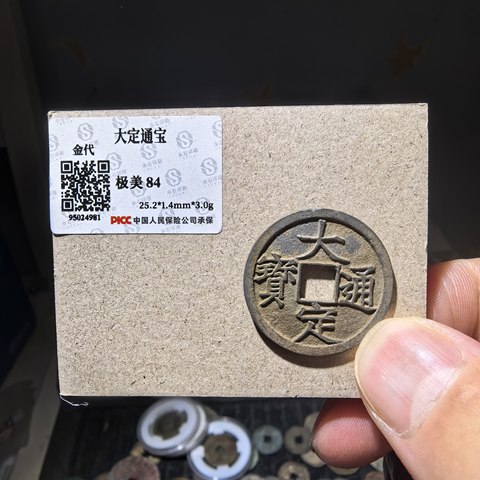 大定通宝
金代
极美 84
25.2*1.4mm*3.0g
95024981
PICC 中国人民保险公司承保
大定通寶